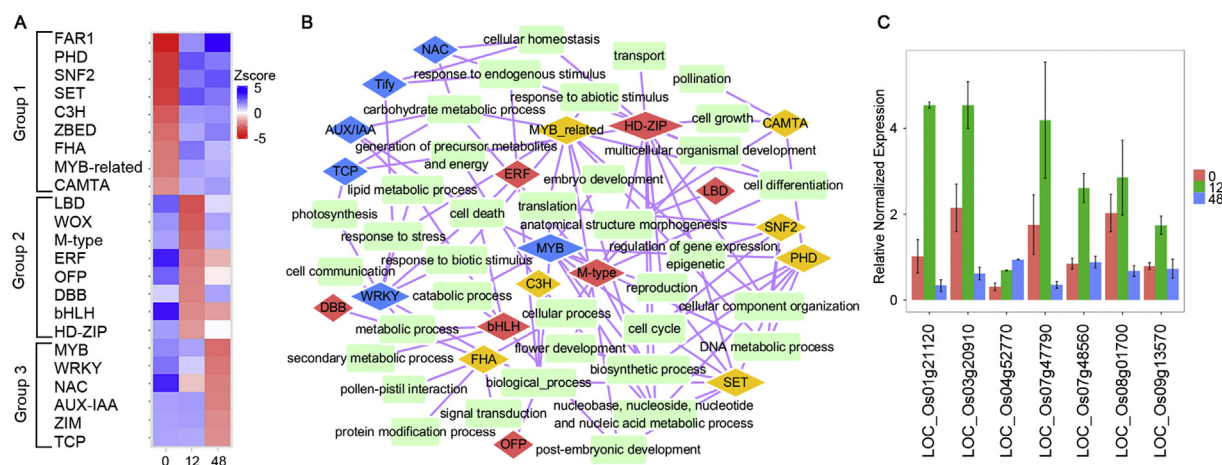 A
Group 1
FAR1
PHD
SNF2
SET
C3H
ZBED
FHA
MYB-related
CAMTA
Group 2
LBD
WOX
M-type
ERF
OFP
DBB
bHLH
HD-ZIP
Group 3
MYB
WRKY
NAC
AUX-IAA
ZIM
TCP
0 12 48
Zscore
5
0
-5
B
NAC
cellular homeostasis
transport
Tify
response to endogenous stimulus
pollination
response to abiotic stimulus
carbohydrate metabolic process
AUX/IAA
MYB_related
HD-ZIP
cell growth
CAMTA
generation of precursor metabolites
and energy
multicellular organismal development
TCP
ERF
embryo development
LBD
cell differentiation
lipid metabolic process
photosynthesis
cell death
translation
anatomical structure morphogenesis
SNF2
response to stress
MYB
regulation of gene expression,
epigenetic
PHD
response to biotic stimulus
cell communication
M-type
C3H
reproduction
WRKY
catabolic process
DBB
cellular component organization
cellular process
metabolic process
bHLH
cell cycle
DNA metabolic process
secondary metabolic process
FHA
flower development
biosynthetic process
pollen-pistil interaction
biological_process
SET
signal transduction
nucleobase, nucleoside, nucleotide
and nucleic acid metabolic process
protein modification process
OFP
post-embryonic development
C
Relative Normalized Expression
4
2
0
LOC_Os01g21120
LOC_Os03g20910
LOC_Os04g52770
LOC_Os07g47790
LOC_Os07g48560
LOC_Os08g01700
LOC_Os09g13570
0
12
48